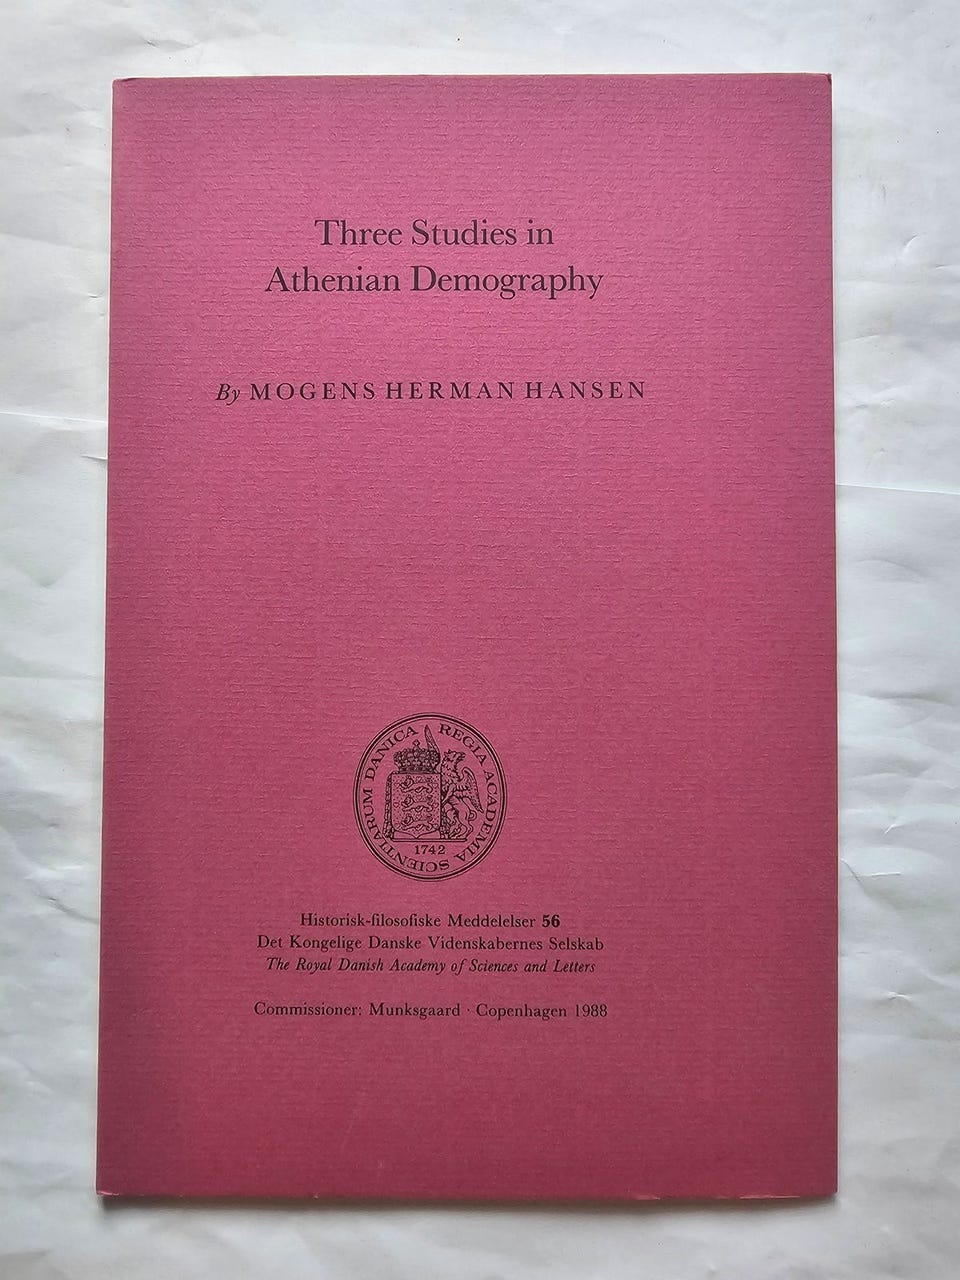 Three Studies in
Athenian Demography
By MOGENS HERMAN HANSEN
REGIA ACADEMIA SCIENTIARUM DANICA
1742
Historisk-filosofiske Meddelelser 56
Det Kongelige Danske Videnskabernes Selskab
The Royal Danish Academy of Sciences and Letters
Commissioner: Munksgaard · Copenhagen 1988